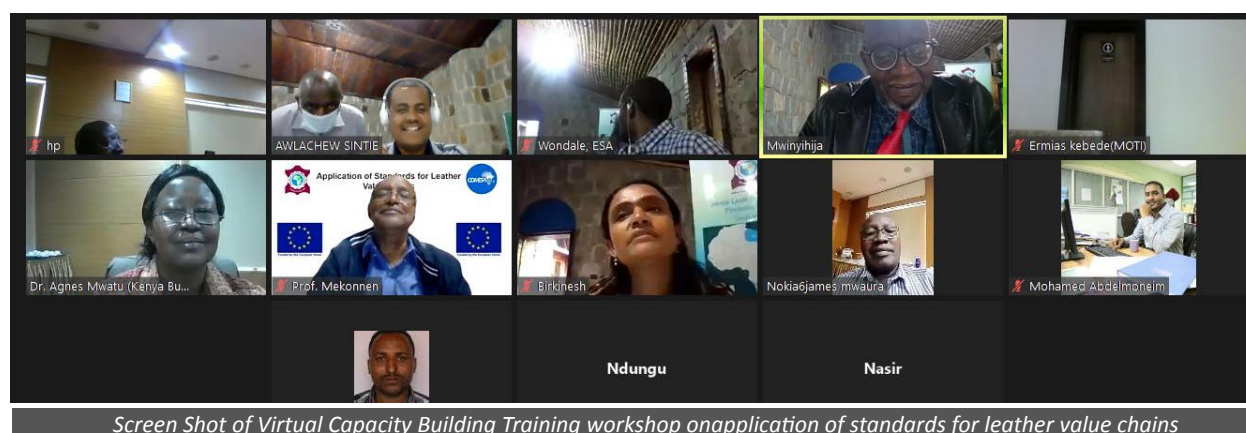 hp
AWLACHEW SINTIE
Wondale, ESA
Mwinyihija
Ermias kebede(MOTI)
Dr. Agnes Mwatu (Kenya Bu...
Application of Standards for Leather
Val
COMESA
Prof. Mekonnen
Birkinesh
Nokia6james mwaura
Mohamed Abdelmoneim
Ndungu
Nasir
Screen Shot of Virtual Capacity Building Training workshop onapplication of standards for leather value chains